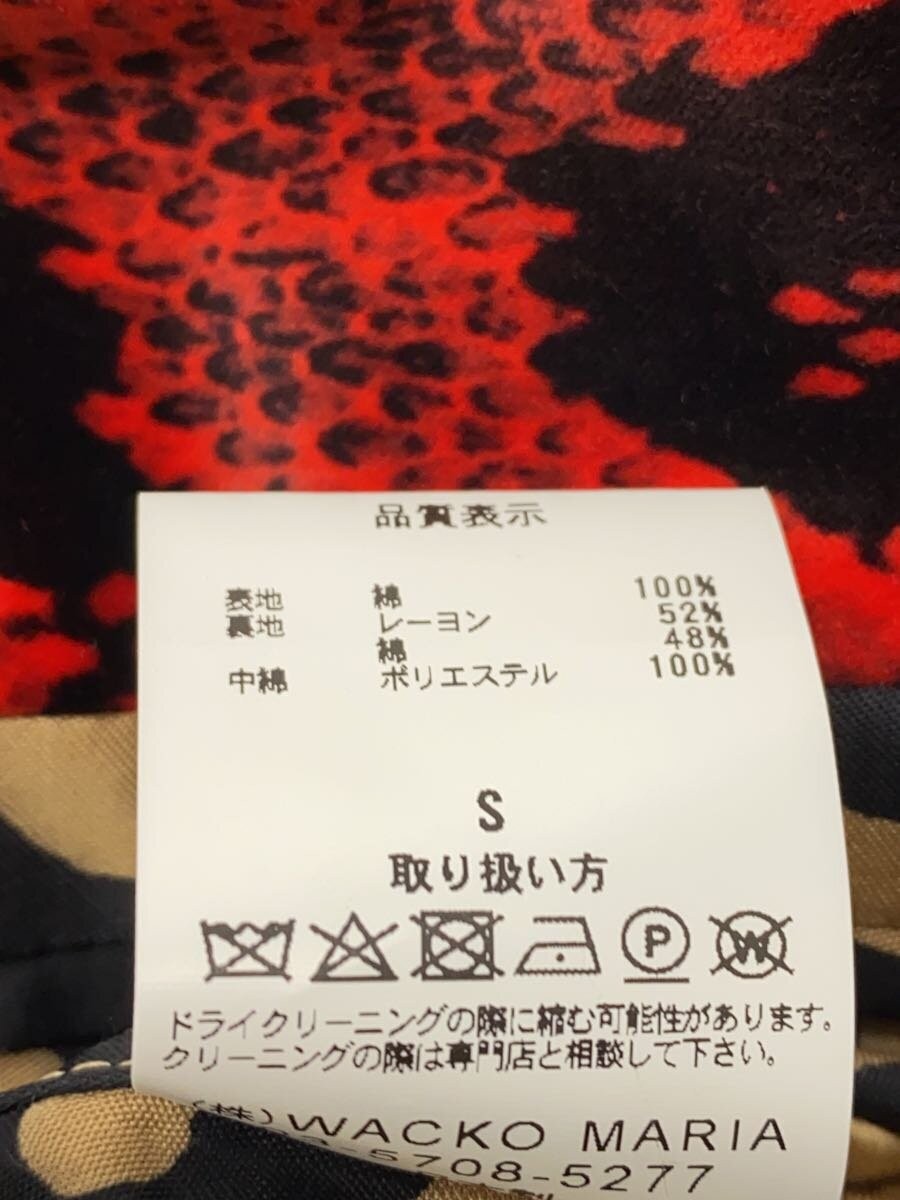 品質表示
表地 綿 100%
裏地 レーヨン 52%
綿 48%
中綿 ポリエステル 100%
S
取り扱い方
P W
ドライクリーニングの際に縮む可能性があります。
クリーニングの際は専門店と相談して下さい。
(株)WACKO MARIA
5708-5277